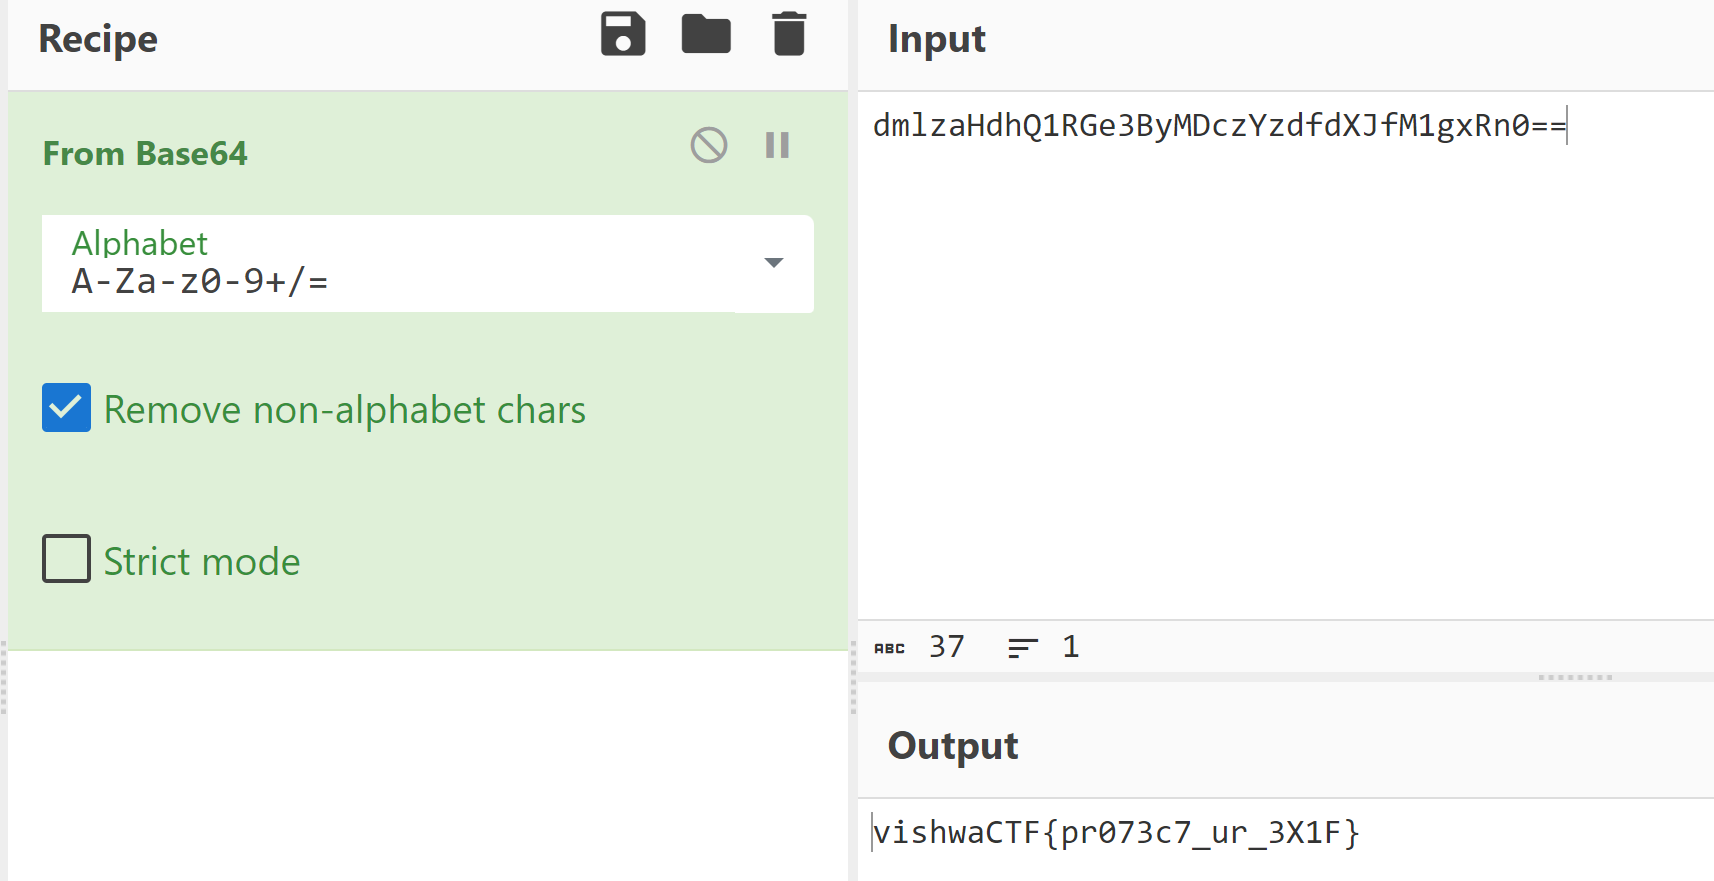 Recipe
From Base64
Alphabet
A-Za-z0-9+/=
Remove non-alphabet chars
Strict mode
Input
dmlzaHdhQ1RGe3ByMDczYzdfdXJfM1gxRn0==
ABC 37 1
Output
vishwaCTF{pr073c7_ur_3X1F}